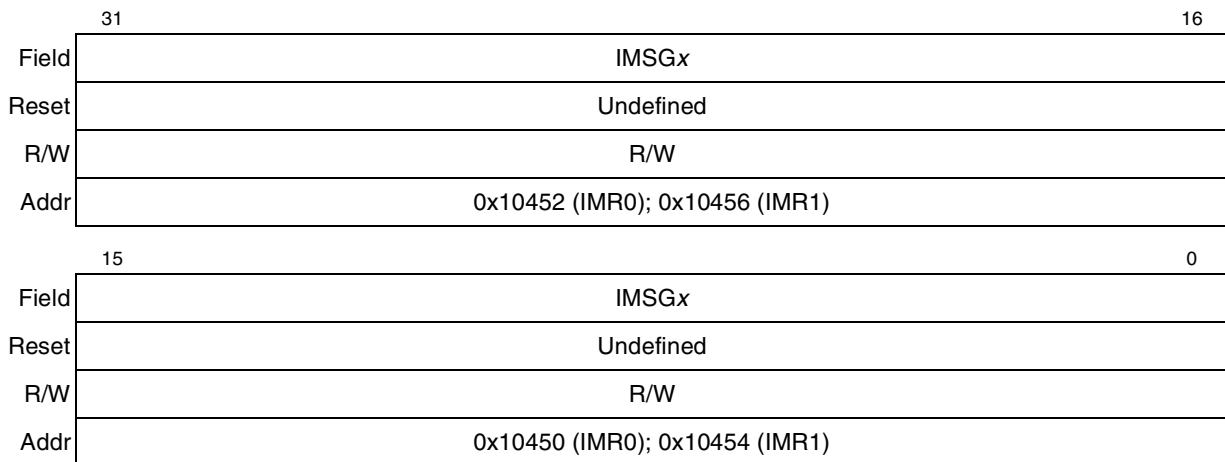 31 16
Field IMSGx
Reset Undefined
R/W R/W
Addr 0x10452 (IMR0); 0x10456 (IMR1)
15 0
Field IMSGx
Reset Undefined
R/W R/W
Addr 0x10450 (IMR0); 0x10454 (IMR1)